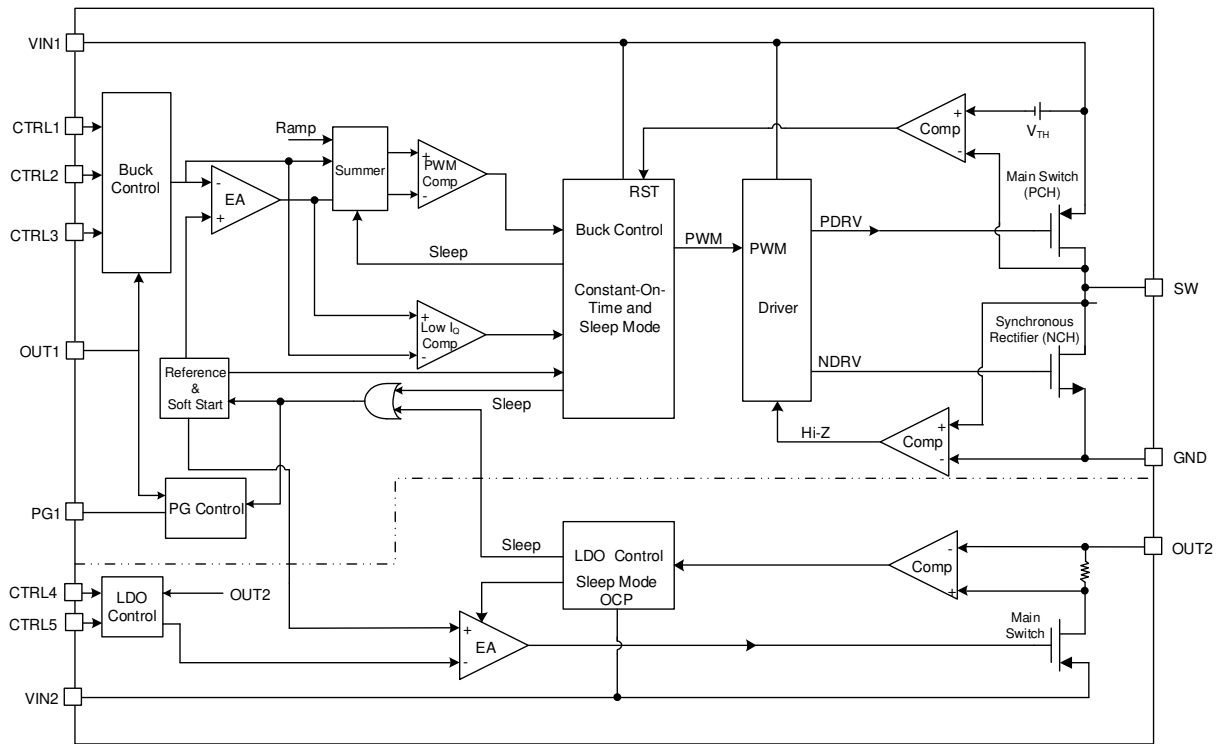 VIN1
CTRL1
CTRL2
CTRL3
Buck
Control
OUT1
PG1
CTRL4
CTRL5
VIN2
Ramp
Summer
-
EA
+
+
PWM
Comp
-
Sleep
+
Low IQ
Comp
-
Reference
&
Soft Start
Sleep
PG Control
RST
Buck Control
Constant-On-
Time and
Sleep Mode
PWM
PWM
Driver
PDRV
NDRV
Hi-Z
+
Comp
-
VTH
Main Switch
(PCH)
SW
Synchronous
Rectifier (NCH)
+
Comp
-
GND
LDO
Control
OUT2
Sleep
LDO Control
Sleep Mode
OCP
+
EA
-
-
Comp
+
OUT2
Main
Switch